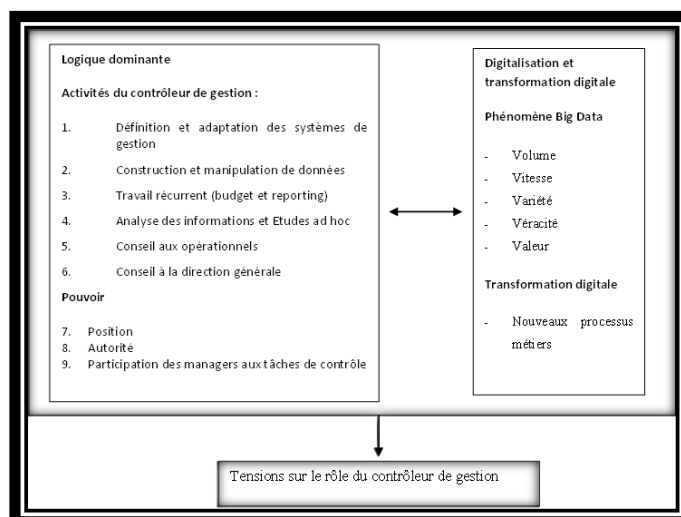 Logique dominante
Activités du contrôleur de gestion :
1. Définition et adaptation des systèmes de
gestion
2. Construction et manipulation de données
3. Travail récurrent (budget et reporting)
4. Analyse des informations et Etudes ad hoc
5. Conseil aux opérationnels
6. Conseil à la direction générale
Pouvoir
7. Position
8. Autorité
9. Participation des managers aux tâches de contrôle
Digitalisation et
transformation digitale
Phénomène Big Data
- Volume
- Vitesse
- Variété
- Véracité
- Valeur
Transformation digitale
- Nouveaux processus
métiers
Tensions sur le rôle du contrôleur de gestion